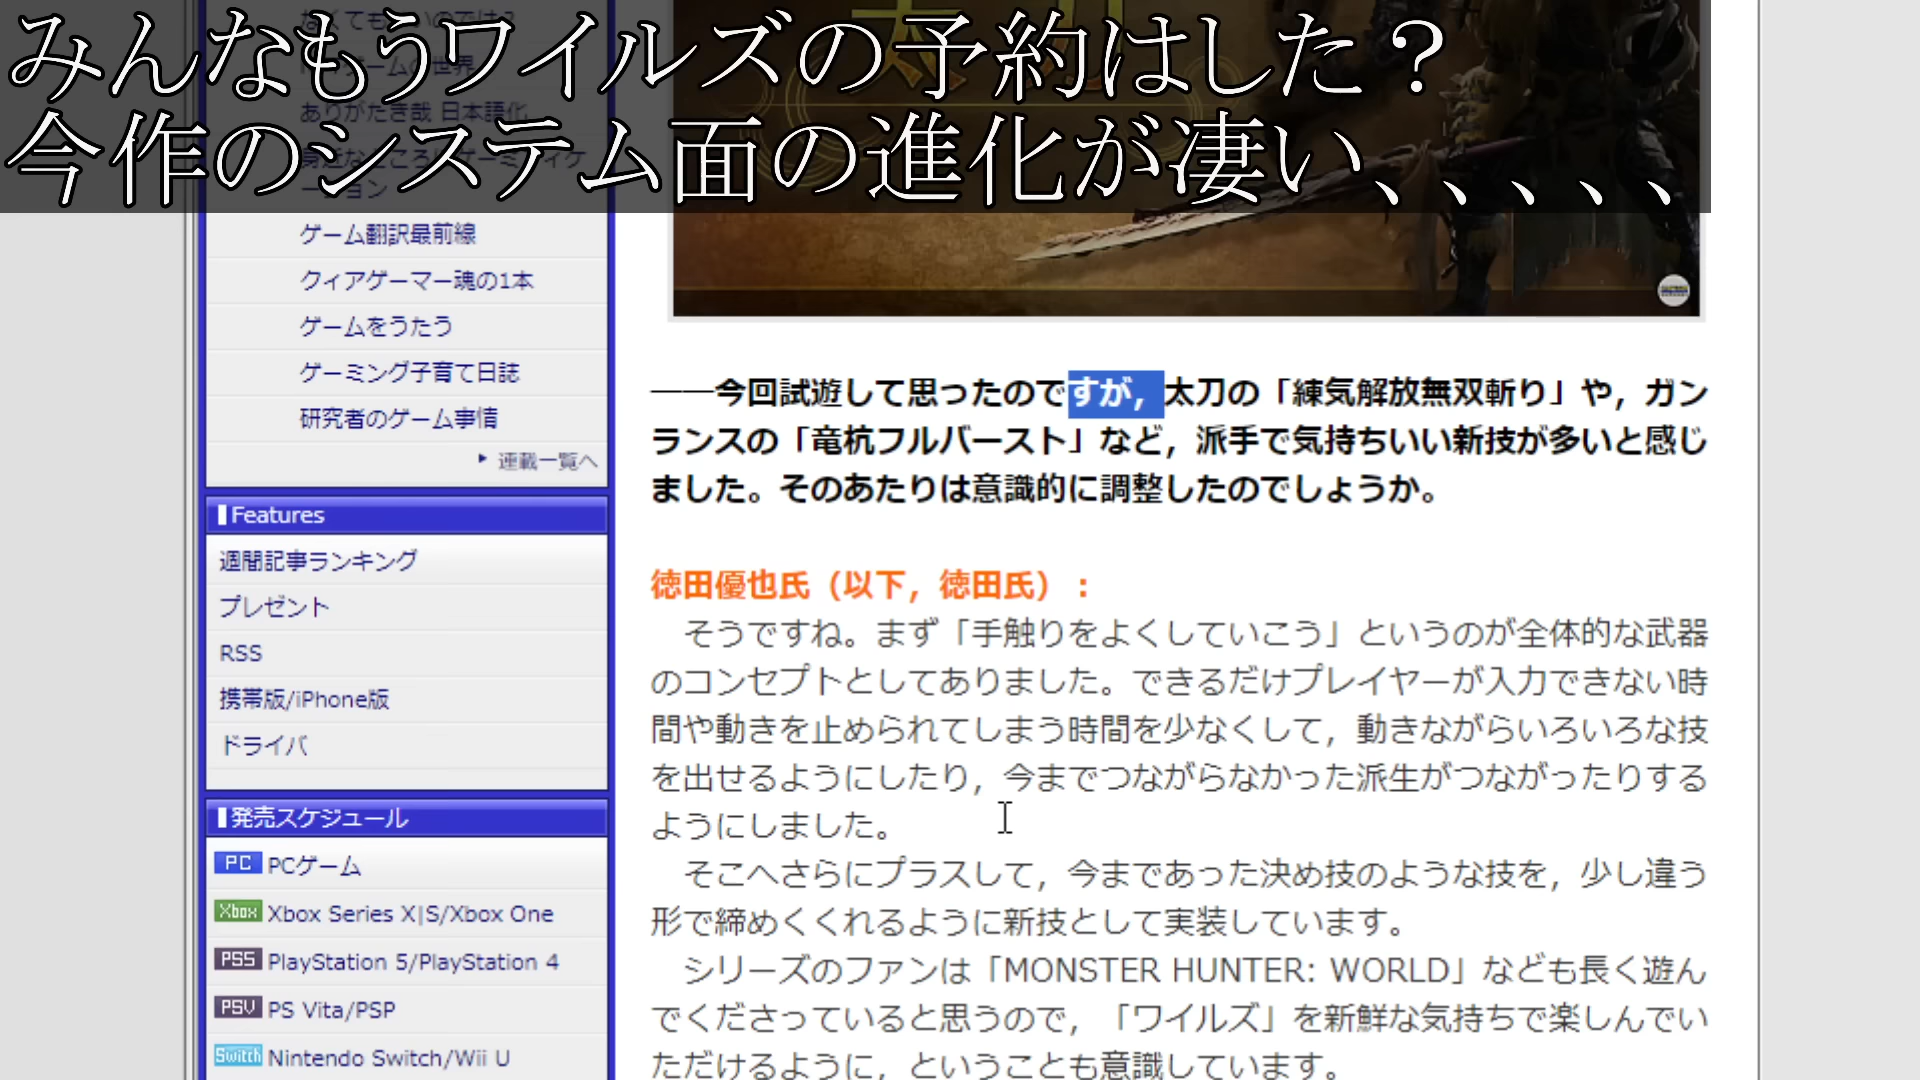 みんなもうワイルズの予約はした？
今作のシステム面の進化が凄い、、、、、
ありがたき哉 日本語化
ゲーム翻訳最前線
クィアゲーマー魂の1本
ゲームをうたう
ゲーミング子育て日誌
研究者のゲーム事情
連載一覧へ
Features
週間記事ランキング
プレゼント
RSS
携帯版/iPhone版
ドライバ
発売スケジュール
PC PCゲーム
Xbox Xbox Series X|S/Xbox One
PS5 PlayStation 5/PlayStation 4
PSV PS Vita/PSP
Switch Nintendo Switch/Wii U
――今回試遊して思ったのですが，太刀の「練気解放無双斬り」や，ガン
ランスの「竜杭フルバースト」など，派手で気持ちいい新技が多いと感じ
ました。そのあたりは意識的に調整したのでしょうか。
徳田優也氏（以下，徳田氏）：
そうですね。まず「手触りをよくしていこう」というのが全体的な武器
のコンセプトとしてありました。できるだけプレイヤーが入力できない時
間や動きを止められてしまう時間を少なくして，動きながらいろいろな技
を出せるようにしたり，今までつながらなかった派生がつながったりする
ようにしました。
そこへさらにプラスして，今まであった決め技のような技を，少し違う
形で締めくくれるように新技として実装しています。
シリーズのファンは「MONSTER HUNTER: WORLD」なども長く遊ん
でくださっていると思うので，「ワイルズ」を新鮮な気持ちで楽しんでい
ただけるように，ということも意識しています。